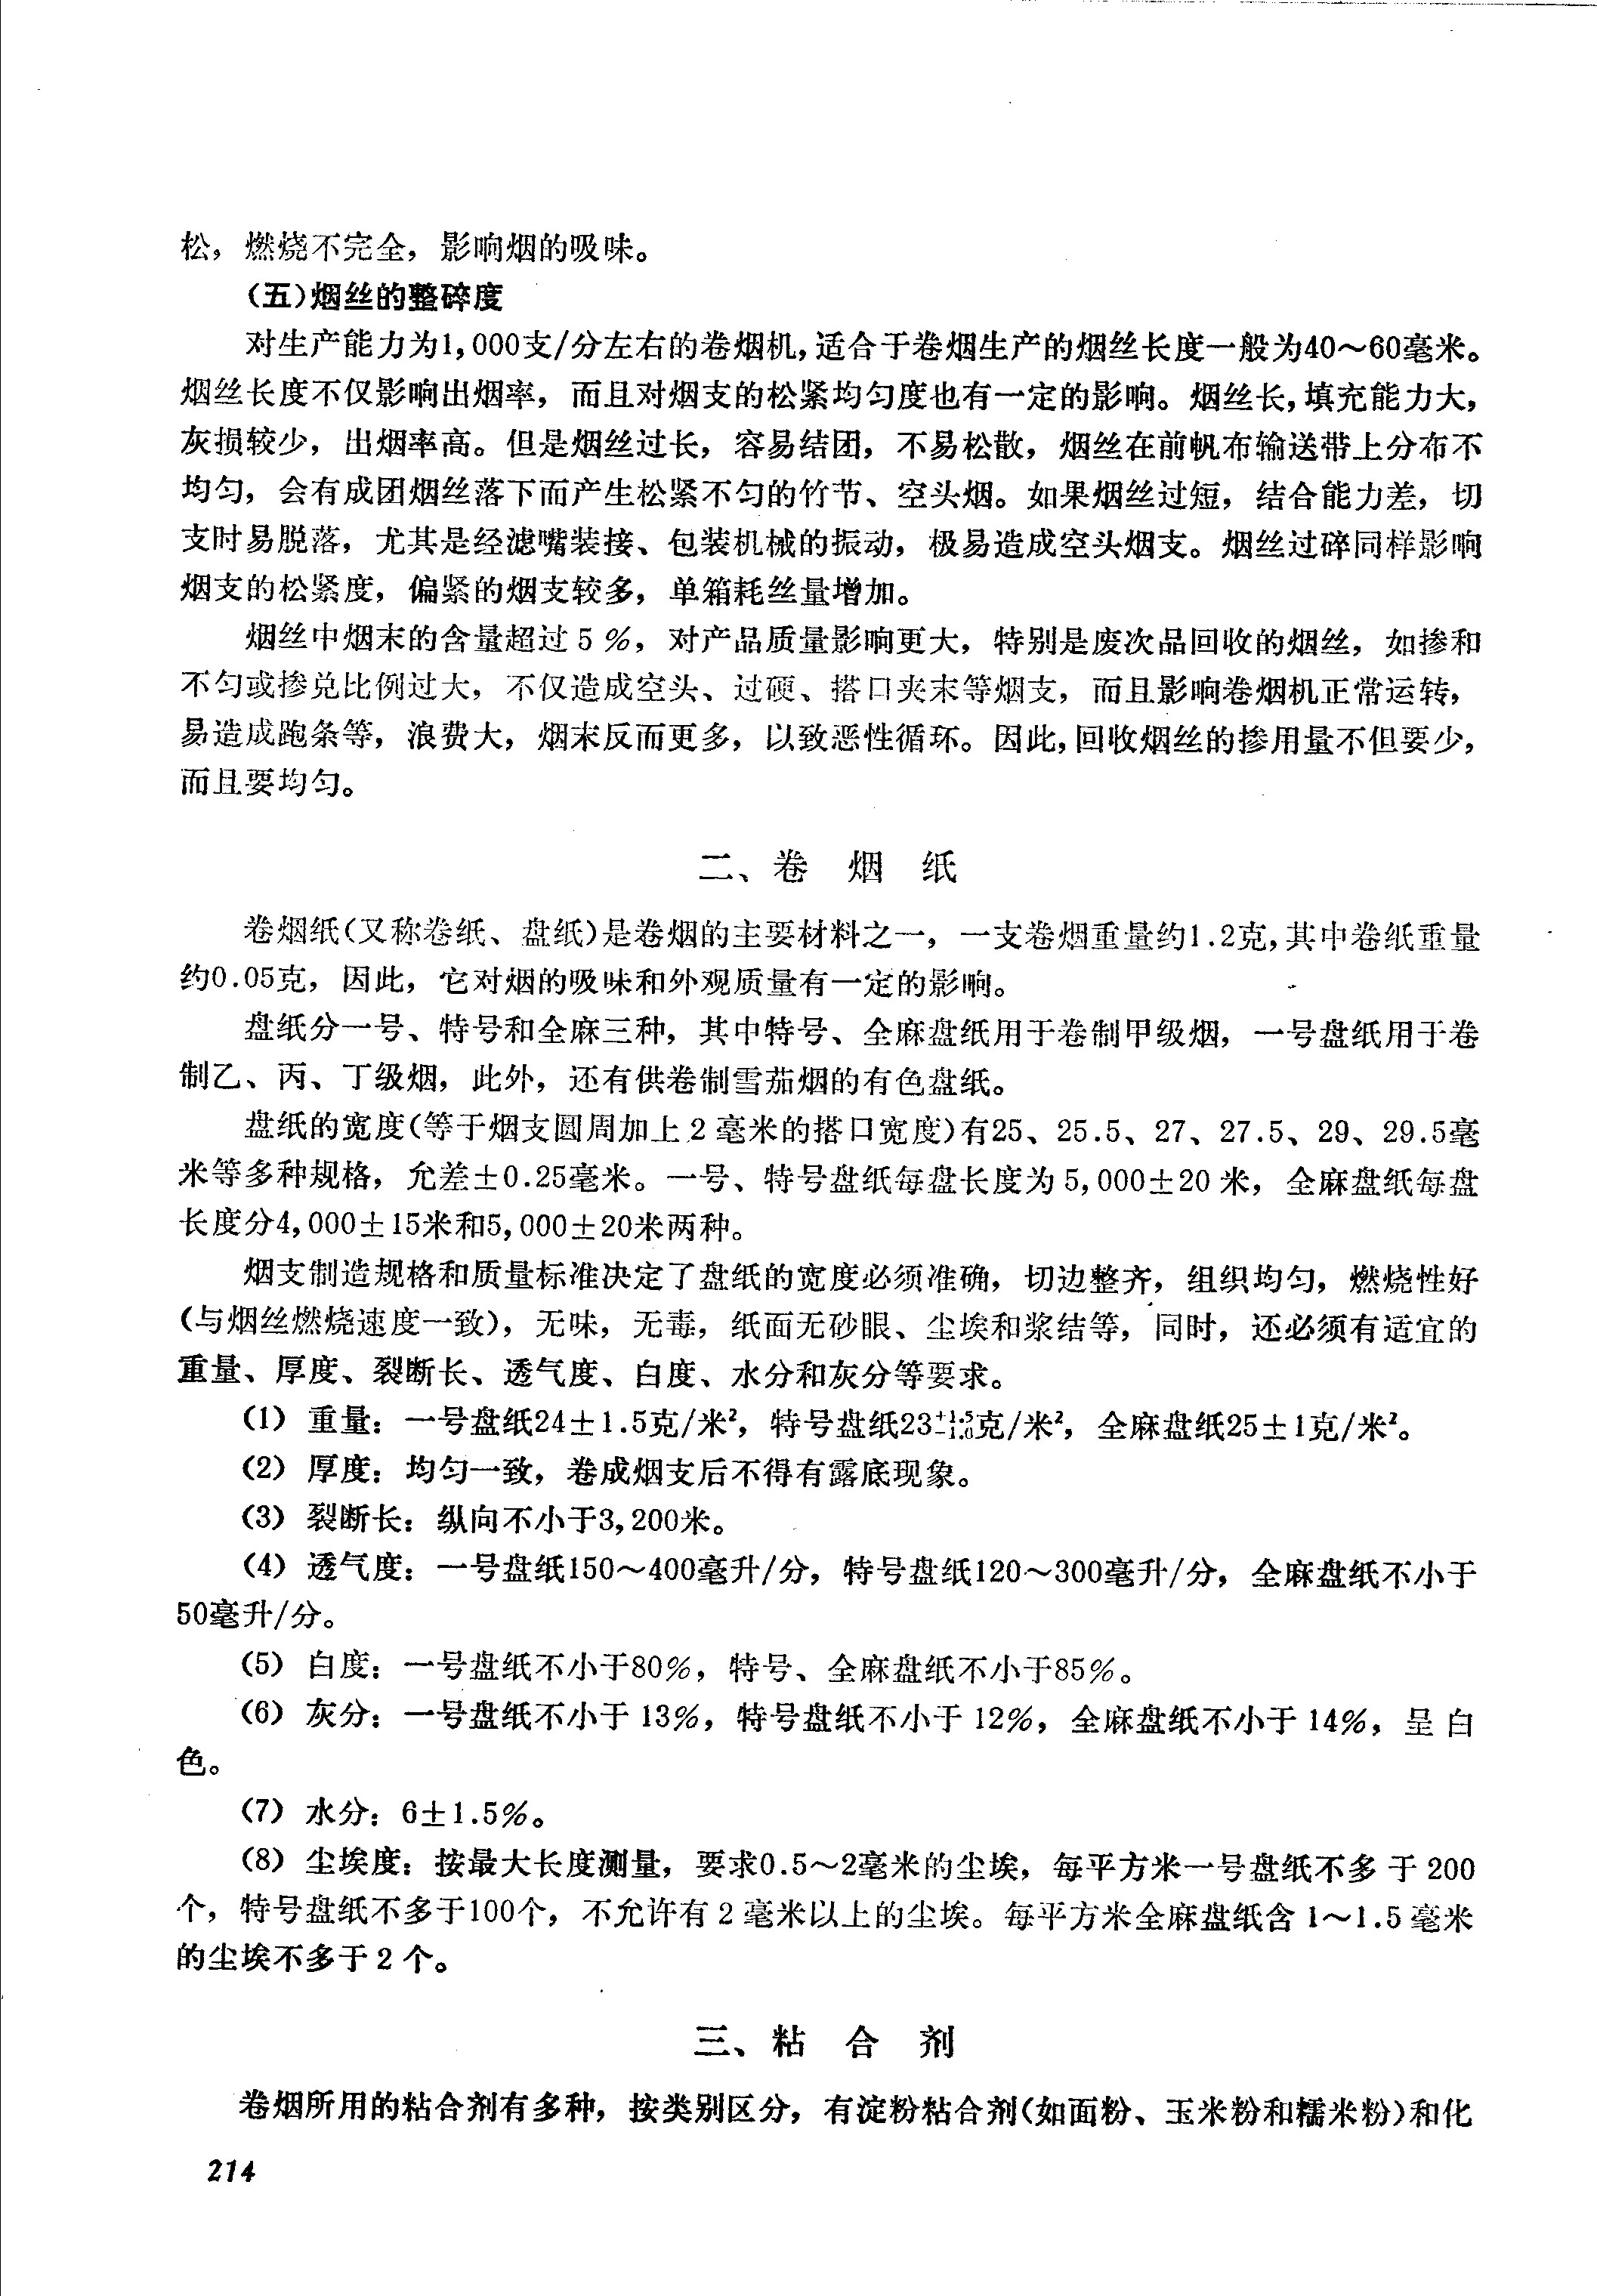 松，燃烧不完全，影响烟的吸味。
（五）烟丝的整碎度
对生产能力为1,000支/分左右的卷烟机，适合于卷烟生产的烟丝长度一般为40～60毫米。
烟丝长度不仅影响出烟率，而且对烟支的松紧均匀度也有一定的影响。烟丝长，填充能力大，
灰损较少，出烟率高。但是烟丝过长，容易结团，不易松散，烟丝在前帆布输送带上分布不
均匀，会有成团烟丝落下而产生松紧不匀的竹节、空头烟。如果烟丝过短，结合能力差，切
支时易脱落，尤其是经滤嘴装接、包装机械的振动，极易造成空头烟支。烟丝过碎同样影响
烟支的松紧度，偏紧的烟支较多，单箱耗丝量增加。
烟丝中烟末的含量超过5%，对产品质量影响更大，特别是废次品回收的烟丝，如掺和
不匀或掺兑比例过大，不仅造成空头、过硬、搭口夹末等烟支，而且影响卷烟机正常运转，
易造成跑条等，浪费大，烟末反而更多，以致恶性循环。因此，回收烟丝的掺用量不但要少，
而且要均匀。
二、卷 烟 纸
卷烟纸（又称卷纸、盘纸）是卷烟的主要材料之一，一支卷烟重量约1.2克，其中卷纸重量
约0.05克，因此，它对烟的吸味和外观质量有一定的影响。
盘纸分一号、特号和全麻三种，其中特号、全麻盘纸用于卷制甲级烟，一号盘纸用于卷
制乙、丙、丁级烟，此外，还有供卷制雪茄烟的有色盘纸。
盘纸的宽度（等于烟支圆周加上2毫米的搭口宽度）有25、25.5、27、27.5、29、29.5毫
米等多种规格，允差±0.25毫米。一号、特号盘纸每盘长度为5,000±20米，全麻盘纸每盘
长度分4,000±15米和5,000±20米两种。
烟支制造规格和质量标准决定了盘纸的宽度必须准确，切边整齐，组织均匀，燃烧性好
（与烟丝燃烧速度一致），无味，无毒，纸面无砂眼、尘埃和浆结等，同时，还必须有适宜的
重量、厚度、裂断长、透气度、白度、水分和灰分等要求。
（1）重量：一号盘纸24±1.5克/米²，特号盘纸23+1.5-1.0克/米²，全麻盘纸25±1克/米²。
（2）厚度：均匀一致，卷成烟支后不得有露底现象。
（3）裂断长：纵向不小于3,200米。
（4）透气度：一号盘纸150～400毫升/分，特号盘纸120～300毫升/分，全麻盘纸不小于
50毫升/分。
（5）白度：一号盘纸不小于80%，特号、全麻盘纸不小于85%。
（6）灰分：一号盘纸不小于13%，特号盘纸不小于12%，全麻盘纸不小于14%，呈白
色。
（7）水分：6±1.5%。
（8）尘埃度：按最大长度测量，要求0.5～2毫米的尘埃，每平方米一号盘纸不多于200
个，特号盘纸不多于100个，不允许有2毫米以上的尘埃。每平方米全麻盘纸含1～1.5毫米
的尘埃不多于2个。
三、粘 合 剂
卷烟所用的粘合剂有多种，按类别区分，有淀粉粘合剂（如面粉、玉米粉和糯米粉）和化
214